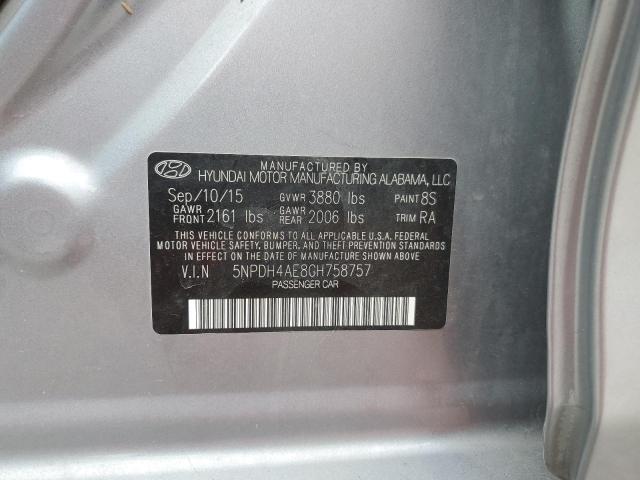 MANUFACTURED BY
HYUNDAI MOTOR MANUFACTURING ALABAMA, LLC
Sep/10/15 GVWR 3880 lbs PAINT 8S
GAWR FRONT 2161 lbs GAWR REAR 2006 lbs TRIM RA
THIS VEHICLE CONFORMS TO ALL APPLICABLE U.S.A. FEDERAL
MOTOR VEHICLE SAFETY, BUMPER, AND THEFT PREVENTION STANDARDS
IN EFFECT ON THE DATE OF MANUFACTURE SHOWN ABOVE.
V.I.N 5NPDH4AE8GH758757
PASSENGER CAR